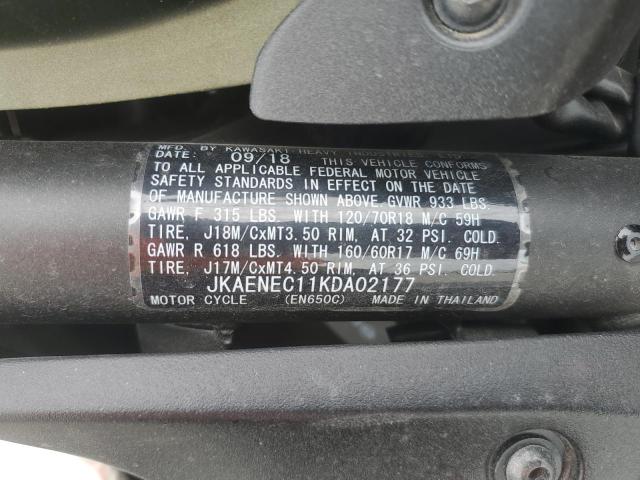 MFD. BY KAWASAKI HEAVY INDUSTRIES
DATE: 09/18 THIS VEHICLE CONFORMS
TO ALL APPLICABLE FEDERAL MOTOR VEHICLE
SAFETY STANDARDS IN EFFECT ON THE DATE
OF MANUFACTURE SHOWN ABOVE. GVWR 933 LBS.
GAWR F 315 LBS. WITH 120/70R18 M/C 59H
TIRE, J18M/CxMT3.50 RIM, AT 32 PSI. COLD.
GAWR R 618 LBS. WITH 160/60R17 M/C 69H
TIRE, J17M/CxMT4.50 RIM, AT 36 PSI. COLD.
JKAENEC11KDA02177
MOTOR CYCLE (EN650C) MADE IN THAILAND